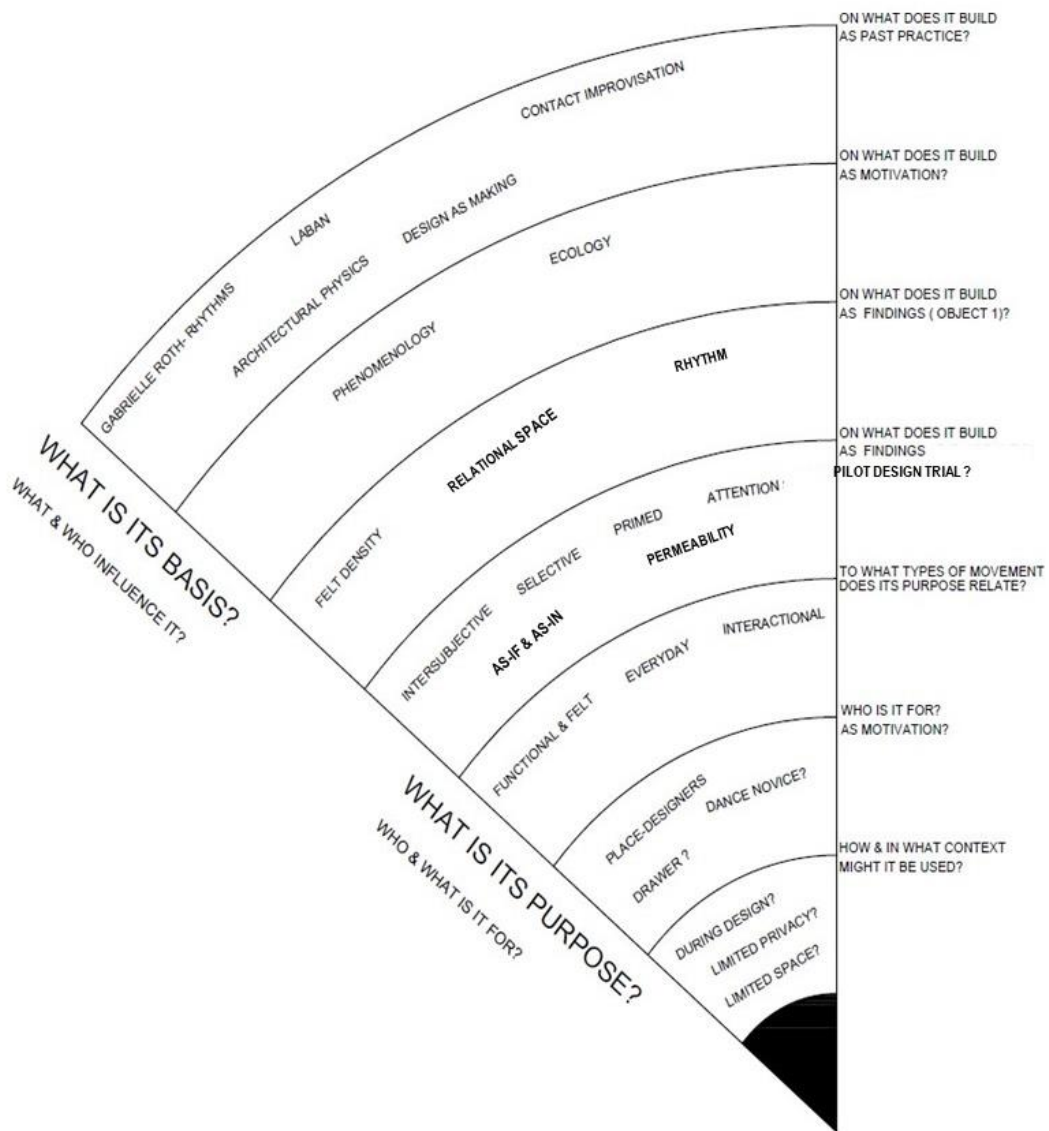 ON WHAT DOES IT BUILD
AS PAST PRACTICE?
CONTACT IMPROVISATION
LABAN
DESIGN AS MAKING
ARCHITECTURAL PHYSICS
GABRIELLE ROTH- RHYTHMS
ON WHAT DOES IT BUILD
AS MOTIVATION?
ECOLOGY
PHENOMENOLOGY
ON WHAT DOES IT BUILD
AS FINDINGS ( OBJECT 1)?
RHYTHM
RELATIONAL SPACE
FELT DENSITY
ON WHAT DOES IT BUILD
AS FINDINGS
PILOT DESIGN TRIAL ?
INTERSUBJECTIVE
SELECTIVE
PRIMED
ATTENTION
PERMEABILITY
AS-IF & AS-IN
TO WHAT TYPES OF MOVEMENT
DOES ITS PURPOSE RELATE?
FUNCTIONAL & FELT
EVERYDAY
INTERACTIONAL
WHO IS IT FOR?
AS MOTIVATION?
PLACE-DESIGNERS
DANCE NOVICE?
DRAWER ?
HOW & IN WHAT CONTEXT
MIGHT IT BE USED?
DURING DESIGN?
LIMITED PRIVACY?
LIMITED SPACE?
WHAT IS ITS BASIS?
WHAT & WHO INFLUENCE IT?
WHAT IS ITS PURPOSE?
WHO & WHAT IS IT FOR?